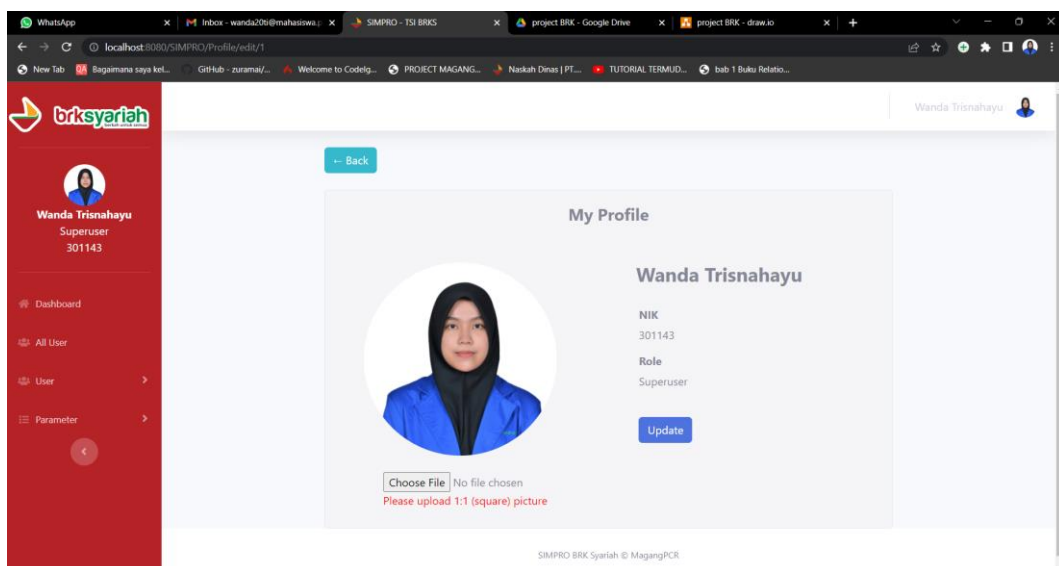 WhatsApp
Inbox - wanda20ti@mahasiswa.p
SIMPRO - TSI BRKS
project BRK - Google Drive
project BRK - draw.io
localhost:8080/SIMPRO/Profile/edit/1
New Tab
Bagaimana saya kel...
GitHub - zuramai/...
Welcome to CodeIg...
PROJECT MAGANG...
Naskah Dinas | PT....
TUTORIAL TERMUD...
bab 1 Buku Relatio...
brksyariah
Wanda Trisnahayu
Wanda Trisnahayu
Superuser
301143
Dashboard
All User
User
Parameter
← Back
My Profile
Wanda Trisnahayu
NIK
301143
Role
Superuser
Update
Choose File No file chosen
Please upload 1:1 (square) picture
SIMPRO BRK Syariah © MagangPCR